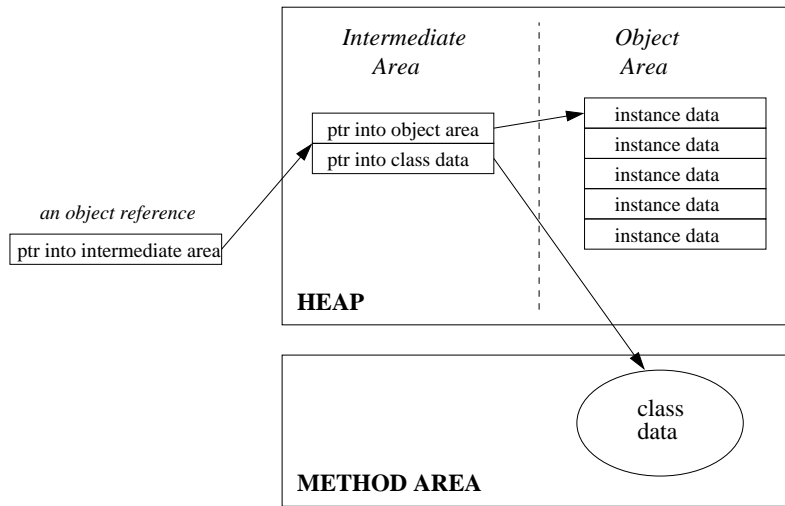 Intermediate
Area
Object
Area
ptr into object area
ptr into class data
instance data
instance data
instance data
instance data
instance data
an object reference
ptr into intermediate area
HEAP
class
data
METHOD AREA